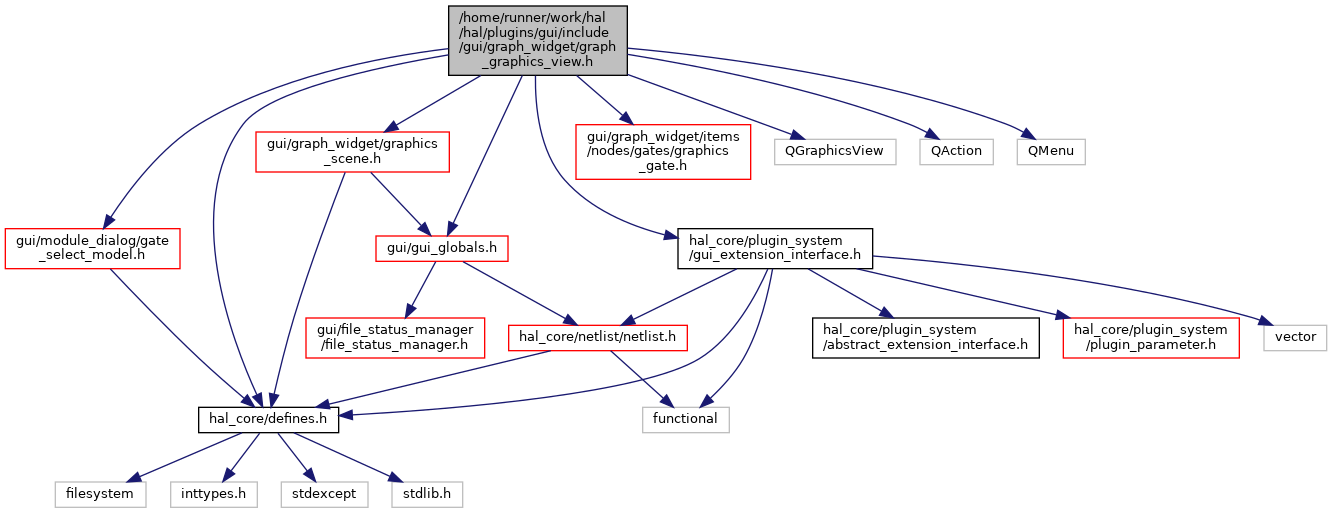 /home/runner/work/hal
/hal/plugins/gui/include
/gui/graph_widget/graph
_graphics_view.h
gui/graph_widget/graphics
_scene.h
gui/graph_widget/items
/nodes/gates/graphics
_gate.h
QGraphicsView
QAction
QMenu
gui/module_dialog/gate
_select_model.h
gui/gui_globals.h
hal_core/plugin_system
/gui_extension_interface.h
gui/file_status_manager
/file_status_manager.h
hal_core/netlist/netlist.h
hal_core/plugin_system
/abstract_extension_interface.h
hal_core/plugin_system
/plugin_parameter.h
vector
hal_core/defines.h
functional
filesystem
inttypes.h
stdexcept
stdlib.h